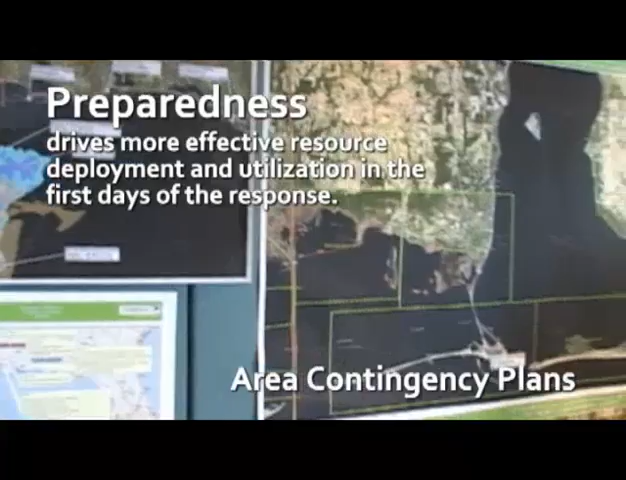 Preparedness
drives more effective resource
deployment and utilization in the
first days of the response.
Area Contingency Plans